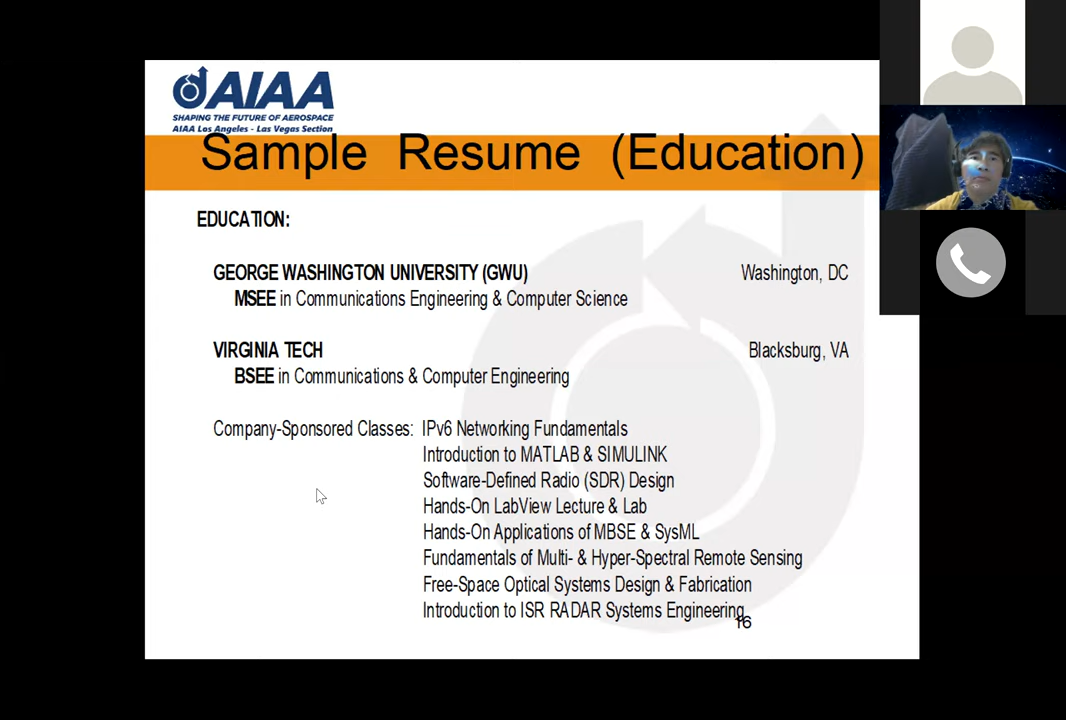 AIAA
SHAPING THE FUTURE OF AEROSPACE
AIAA Los Angeles - Las Vegas Section
Sample Resume (Education)
EDUCATION:
GEORGE WASHINGTON UNIVERSITY (GWU) Washington, DC
MSEE in Communications Engineering & Computer Science
VIRGINIA TECH Blacksburg, VA
BSEE in Communications & Computer Engineering
Company-Sponsored Classes: IPv6 Networking Fundamentals
Introduction to MATLAB & SIMULINK
Software-Defined Radio (SDR) Design
Hands-On LabView Lecture & Lab
Hands-On Applications of MBSE & SysML
Fundamentals of Multi- & Hyper-Spectral Remote Sensing
Free-Space Optical Systems Design & Fabrication
Introduction to ISR RADAR Systems Engineering
16